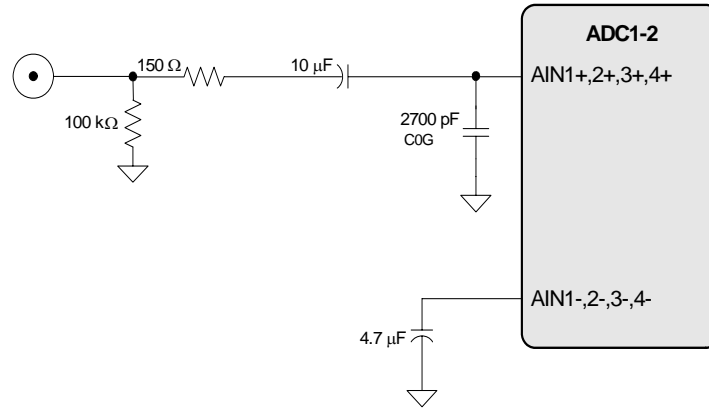 ADC1-2
150 Ω
10 µF
AIN1+,2+,3+,4+
100 kΩ
2700 pF
C0G
AIN1-,2-,3-,4-
4.7 µF